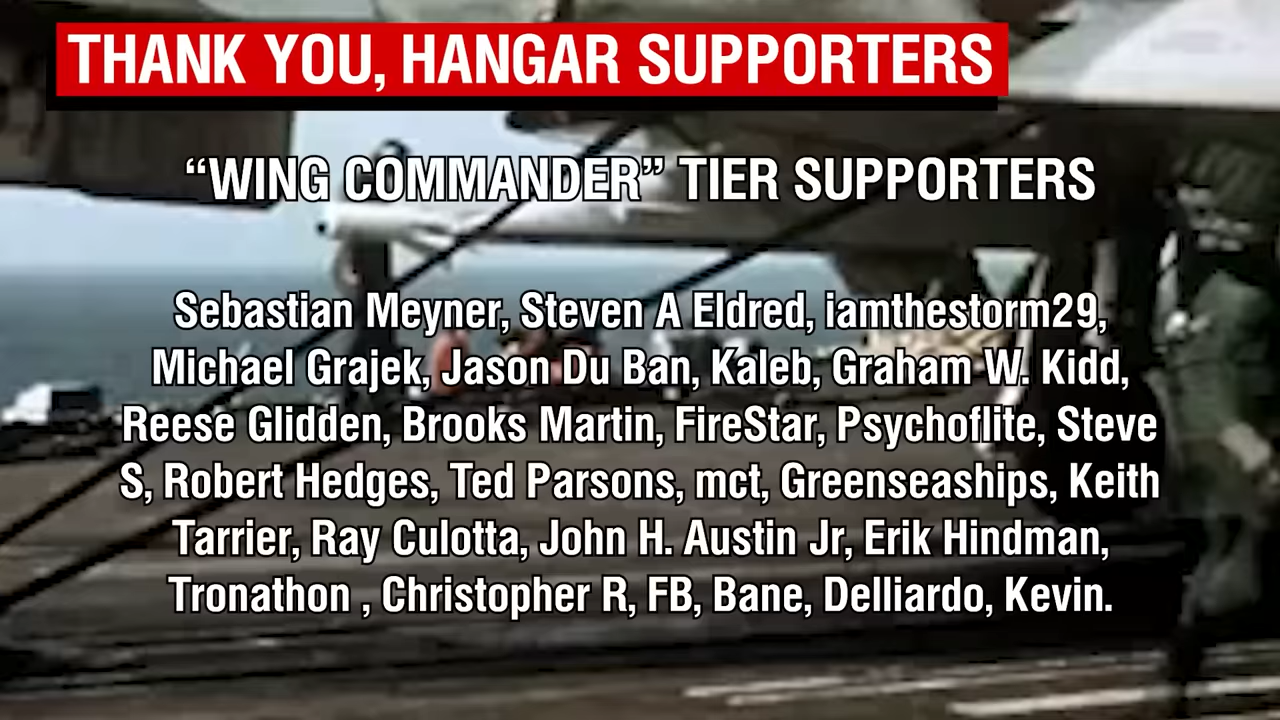 THANK YOU, HANGAR SUPPORTERS
“WING COMMANDER” TIER SUPPORTERS
Sebastian Meyner, Steven A Eldred, iamthestorm29,
Michael Grajek, Jason Du Ban, Kaleb, Graham W. Kidd,
Reese Glidden, Brooks Martin, FireStar, Psychoflite, Steve
S, Robert Hedges, Ted Parsons, mct, Greenseaships, Keith
Tarrier, Ray Culotta, John H. Austin Jr, Erik Hindman,
Tronathon , Christopher R, FB, Bane, Delliardo, Kevin.